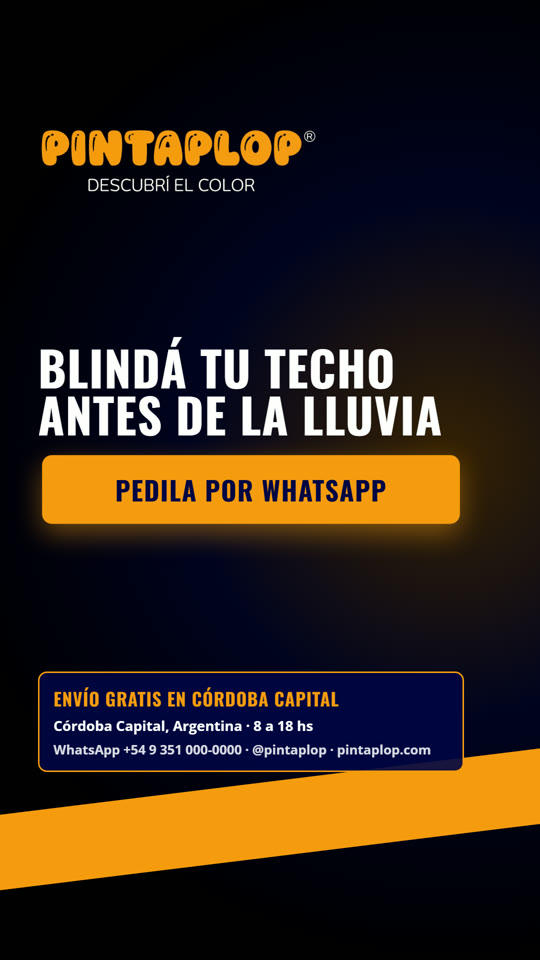 PINTAPLOP®
DESCUBRÍ EL COLOR
BLINDÁ TU TECHO
ANTES DE LA LLUVIA
PEDILA POR WHATSAPP
ENVÍO GRATIS EN CÓRDOBA CAPITAL
Córdoba Capital, Argentina · 8 a 18 hs
WhatsApp +54 9 351 000-0000 · @pintaplop · pintaplop.com